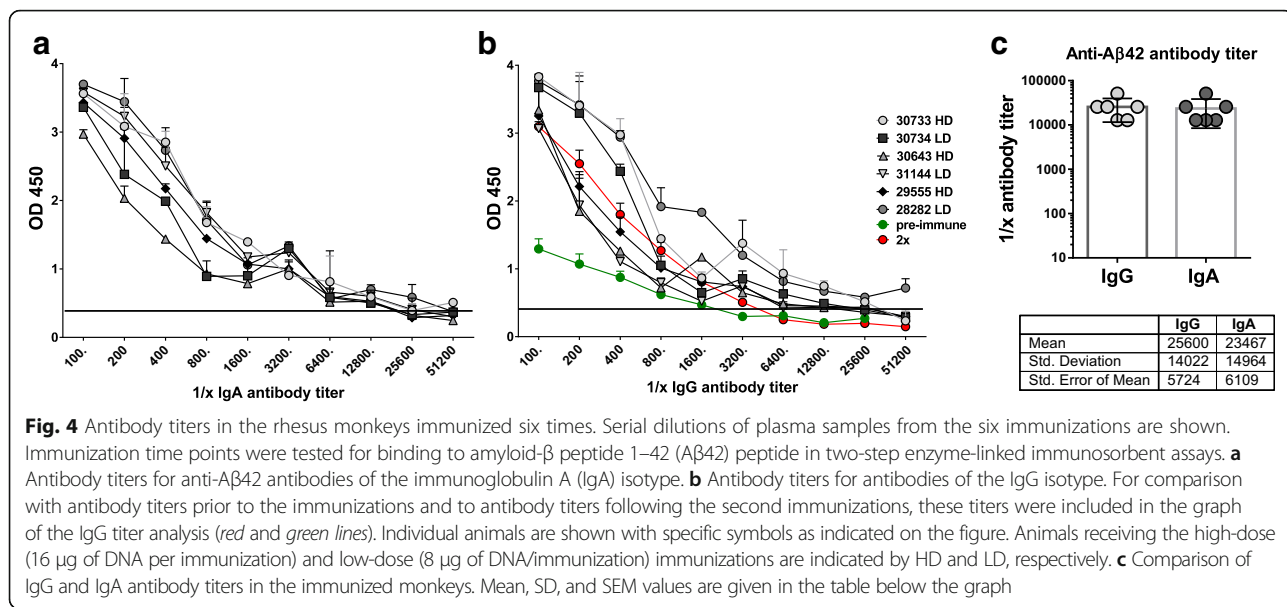 a
OD 450
4
3
2
1
0
100.
200
400
800.
1600.
3200.
6400.
12800.
25600
51200
1/x IgA antibody titer
b
OD 450
4
3
2
1
0
100.
200
400
800.
1600.
3200.
6400.
12800.
25600
51200
1/x IgG antibody titer
30733 HD
30734 LD
30643 HD
31144 LD
29555 HD
28282 LD
pre-immune
2x
c
Anti-Aβ42 antibody titer
1/x antibody titer
100000
10000
1000
100
10
IgG IgA
IgG IgA
Mean 25600 23467
Std. Deviation 14022 14964
Std. Error of Mean 5724 6109
Fig. 4 Antibody titers in the rhesus monkeys immunized six times. Serial dilutions of plasma samples from the six immunizations are shown.
Immunization time points were tested for binding to amyloid-β peptide 1–42 (Aβ42) peptide in two-step enzyme-linked immunosorbent assays. a
Antibody titers for anti-Aβ42 antibodies of the immunoglobulin A (IgA) isotype. b Antibody titers for antibodies of the IgG isotype. For comparison
with antibody titers prior to the immunizations and to antibody titers following the second immunizations, these titers were included in the graph
of the IgG titer analysis (red and green lines). Individual animals are shown with specific symbols as indicated on the figure. Animals receiving the high-dose
(16 μg of DNA per immunization) and low-dose (8 μg of DNA/immunization) immunizations are indicated by HD and LD, respectively. c Comparison of
IgG and IgA antibody titers in the immunized monkeys. Mean, SD, and SEM values are given in the table below the graph